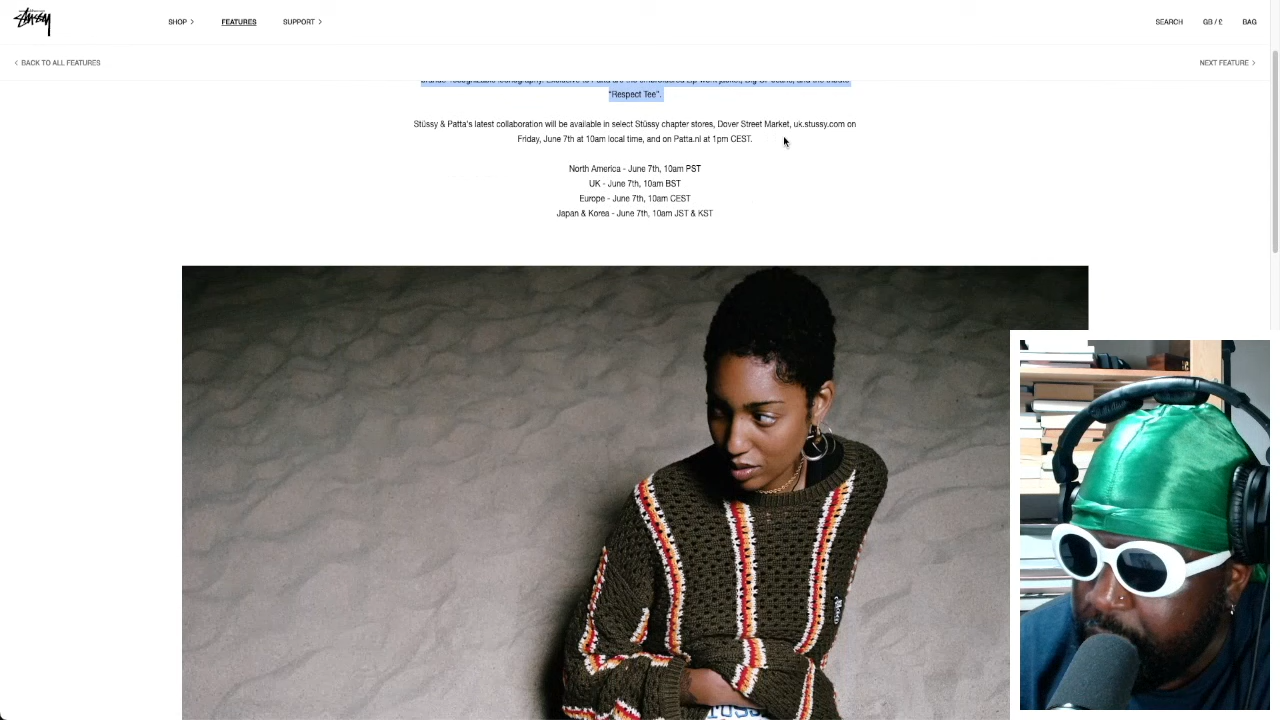 Stüssy
SHOP >
FEATURES
SUPPORT >
SEARCH
GB / £
BAG
< BACK TO ALL FEATURES
NEXT FEATURE >
"Respect Tee".
Stüssy & Patta's latest collaboration will be available in select Stüssy chapter stores, Dover Street Market, uk.stussy.com on
Friday, June 7th at 10am local time, and on Patta.nl at 1pm CEST.
North America - June 7th, 10am PST
UK - June 7th, 10am BST
Europe - June 7th, 10am CEST
Japan & Korea - June 7th, 10am JST & KST